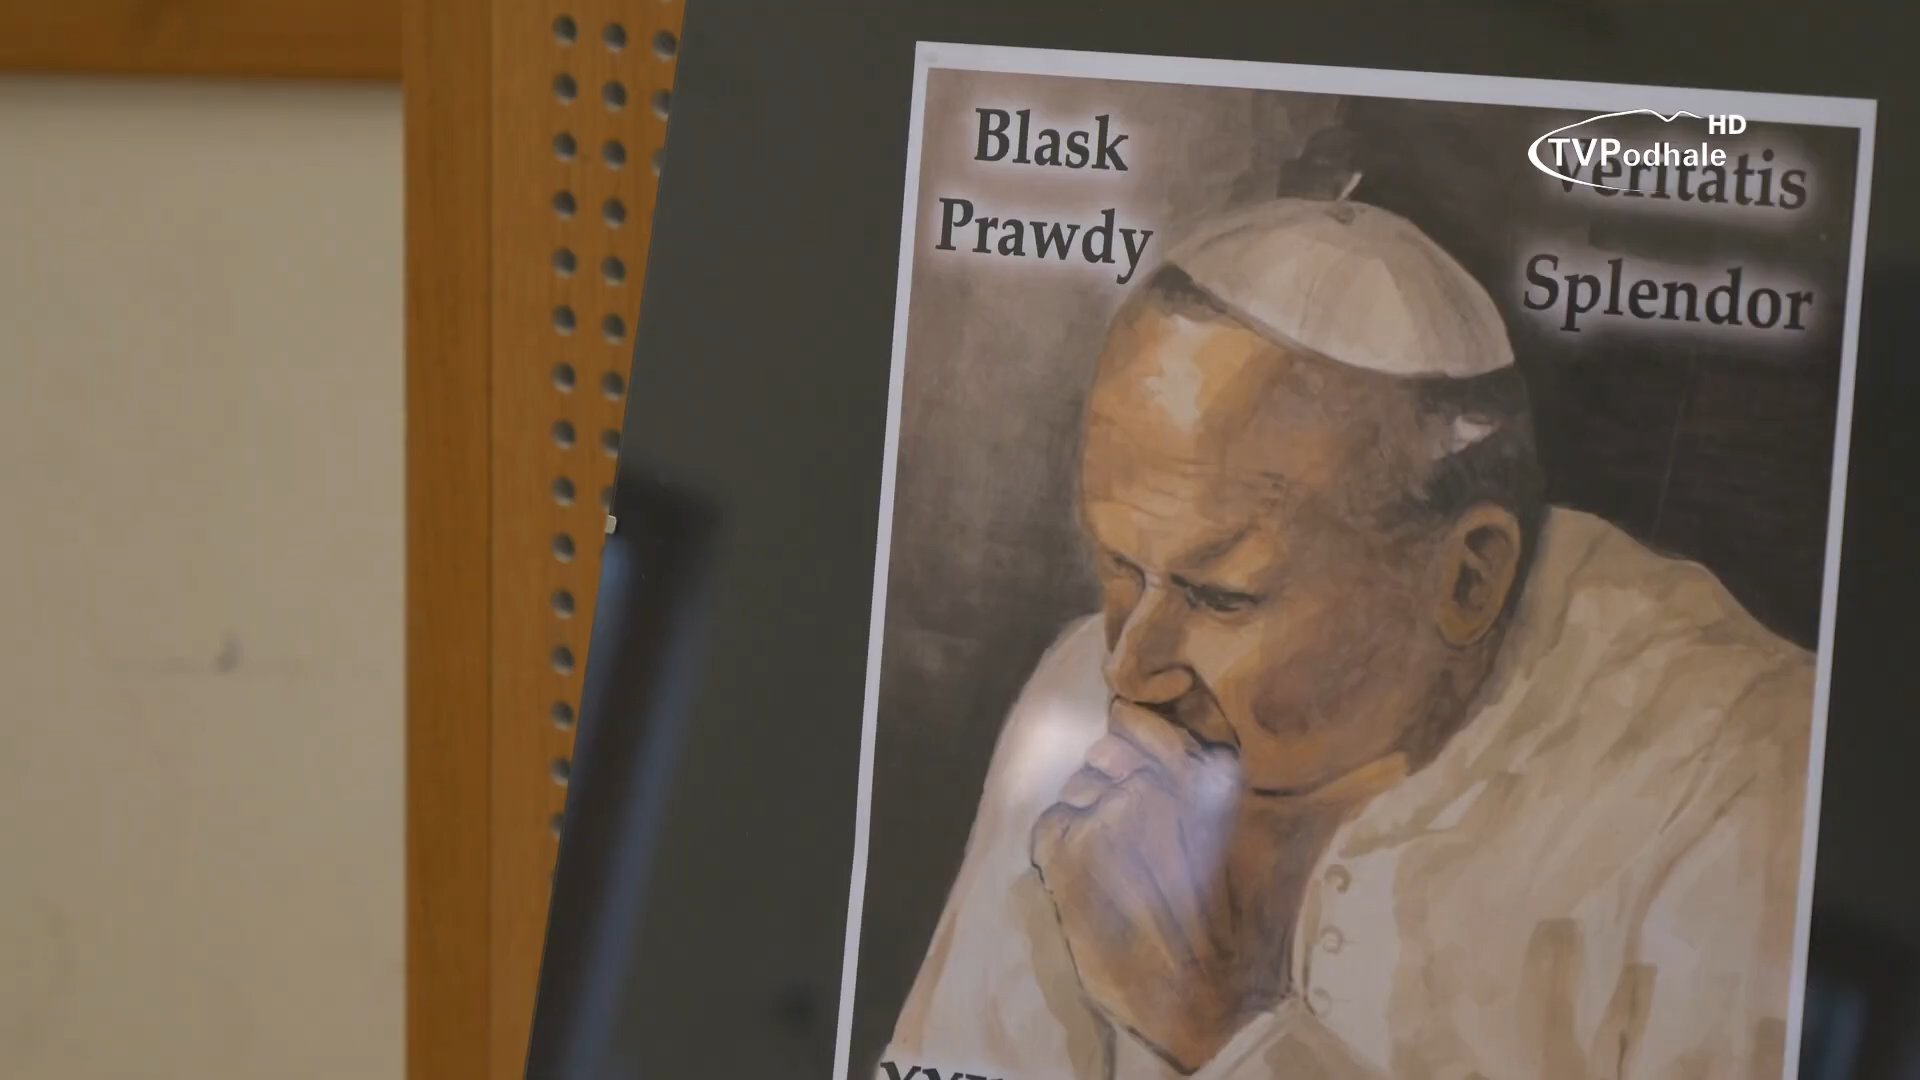 Blask
Prawdy
Veritatis
Splendor
HD
TVPodhale